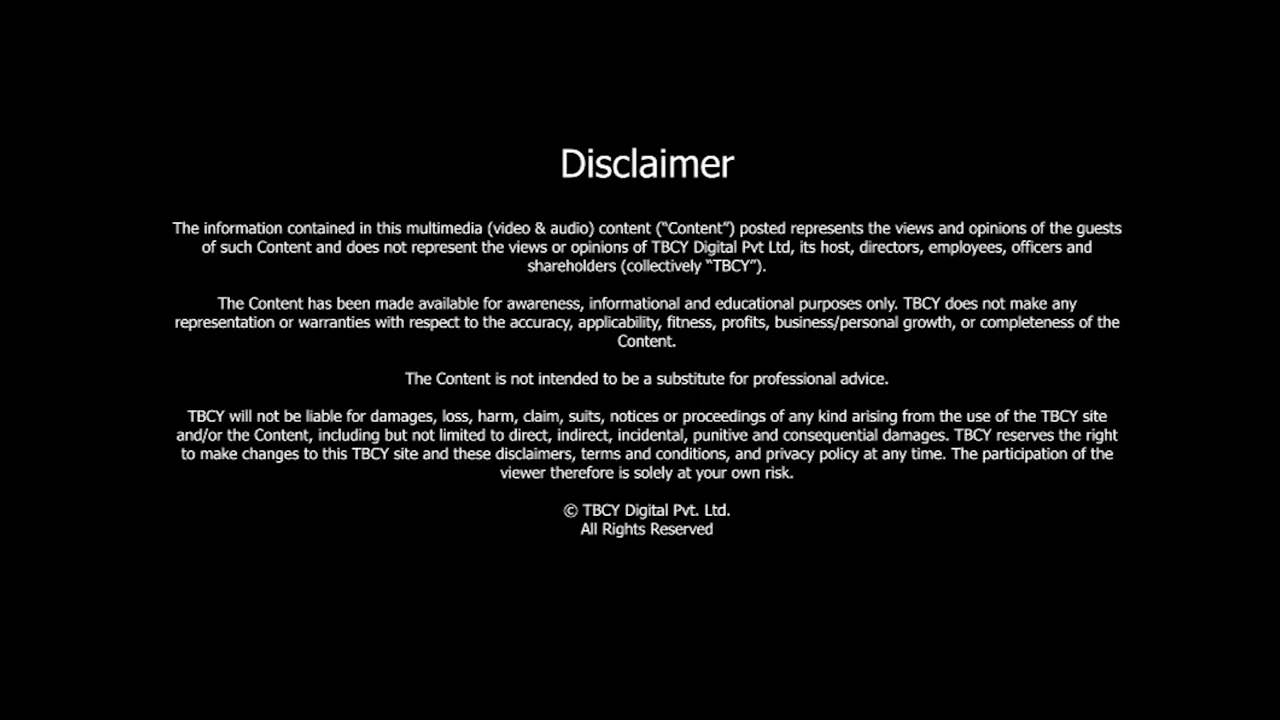 Disclaimer
The information contained in this multimedia (video & audio) content (“Content”) posted represents the views and opinions of the guests
of such Content and does not represent the views or opinions of TBCY Digital Pvt Ltd, its host, directors, employees, officers and
shareholders (collectively “TBCY”).
The Content has been made available for awareness, informational and educational purposes only. TBCY does not make any
representation or warranties with respect to the accuracy, applicability, fitness, profits, business/personal growth, or completeness of the
Content.
The Content is not intended to be a substitute for professional advice.
TBCY will not be liable for damages, loss, harm, claim, suits, notices or proceedings of any kind arising from the use of the TBCY site
and/or the Content, including but not limited to direct, indirect, incidental, punitive and consequential damages. TBCY reserves the right
to make changes to this TBCY site and these disclaimers, terms and conditions, and privacy policy at any time. The participation of the
viewer therefore is solely at your own risk.
© TBCY Digital Pvt. Ltd.
All Rights Reserved